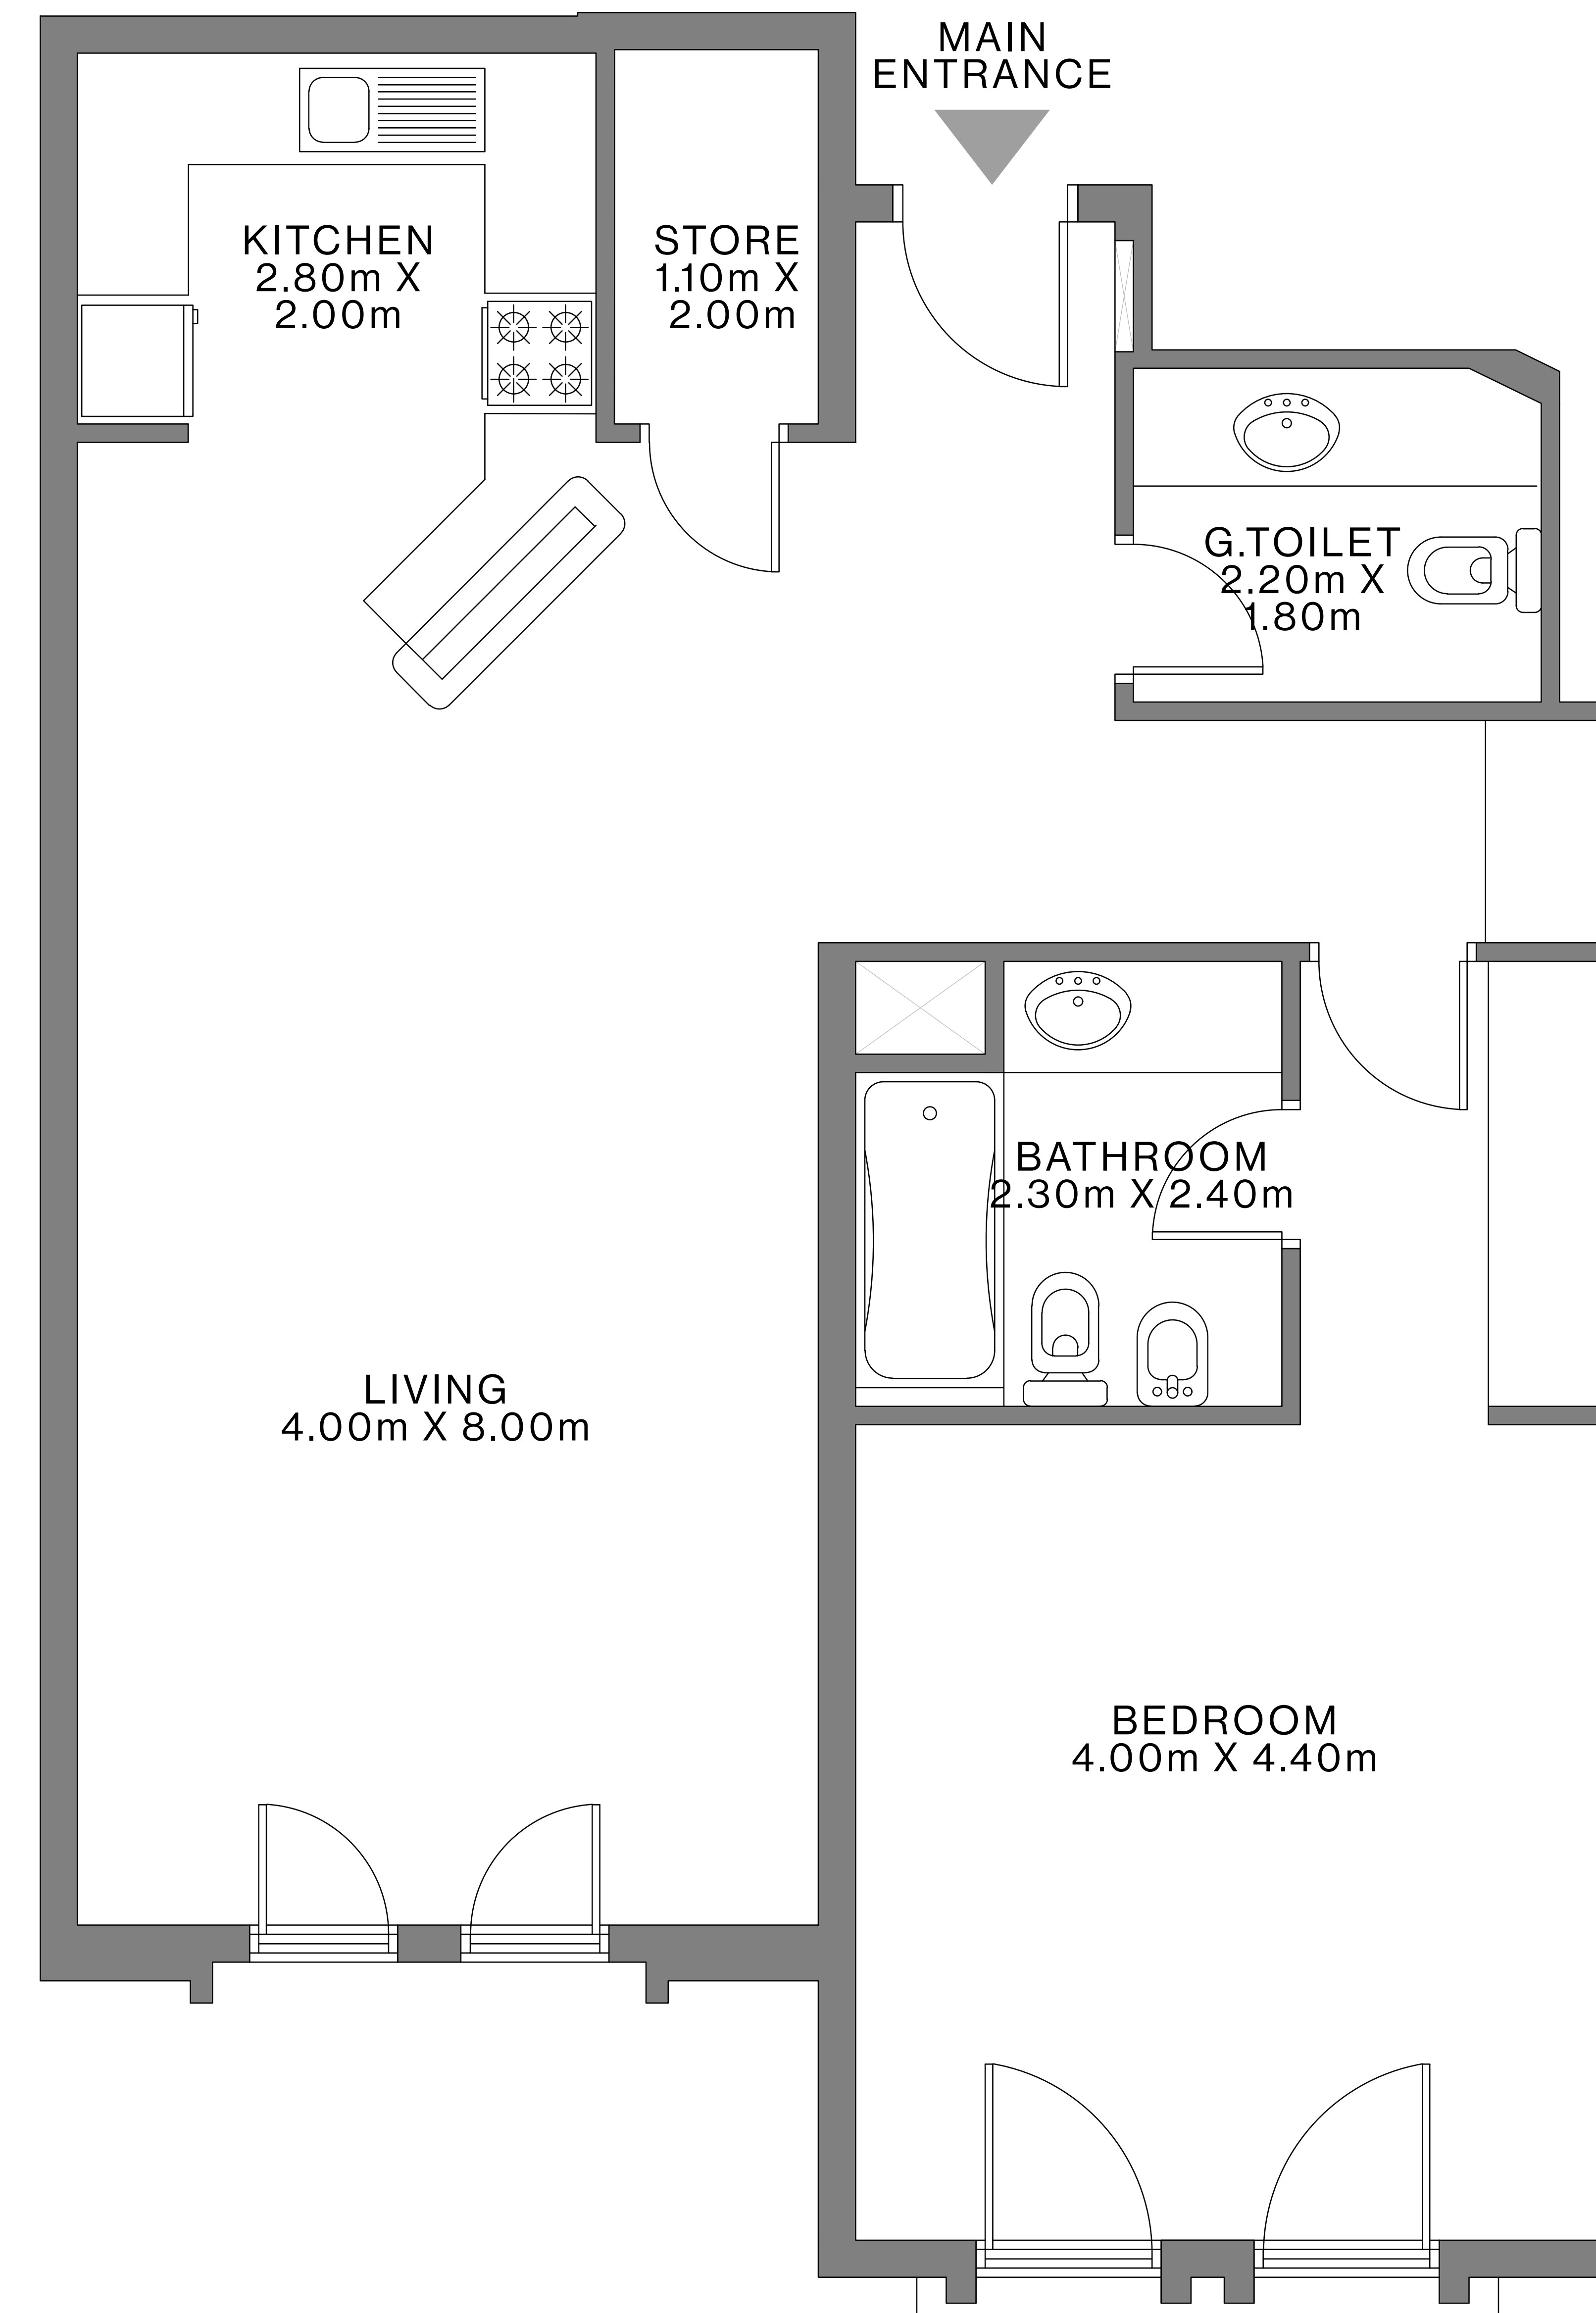 MAIN
ENTRANCE
KITCHEN
2.80m X
2.00m
STORE
1.10m X
2.00m
G.TOILET
2.20m X
1.80m
BATHROOM
2.30m X 2.40m
LIVING
4.00m X 8.00m
BEDROOM
4.00m X 4.40m